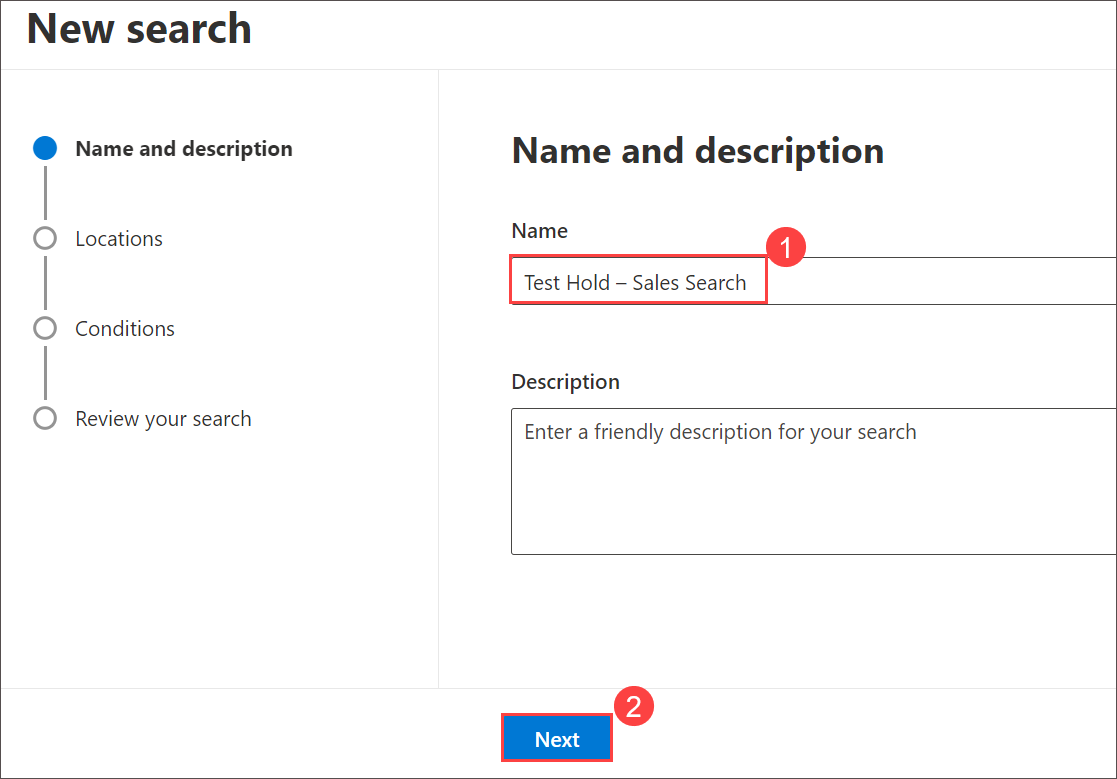 New search
Name and description
Locations
Conditions
Review your search
Name and description
Name
1
Test Hold – Sales Search
Description
Enter a friendly description for your search
2
Next